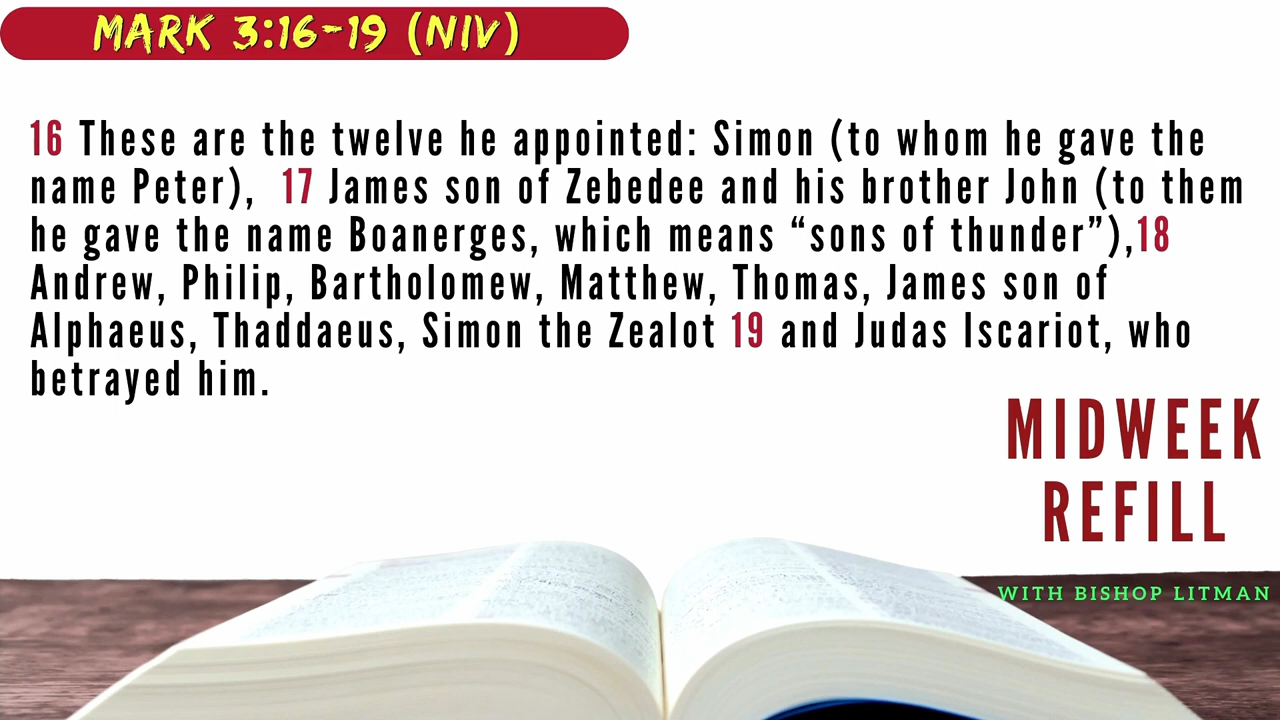 MARK 3:16-19 (NIV)
16 These are the twelve he appointed: Simon (to whom he gave the
name Peter),  17 James son of Zebedee and his brother John (to them
he gave the name Boanerges, which means “sons of thunder”),18
Andrew, Philip, Bartholomew, Matthew, Thomas, James son of
Alphaeus, Thaddaeus, Simon the Zealot 19 and Judas Iscariot, who
betrayed him.
MIDWEEK
REFILL
WITH BISHOP LITMAN